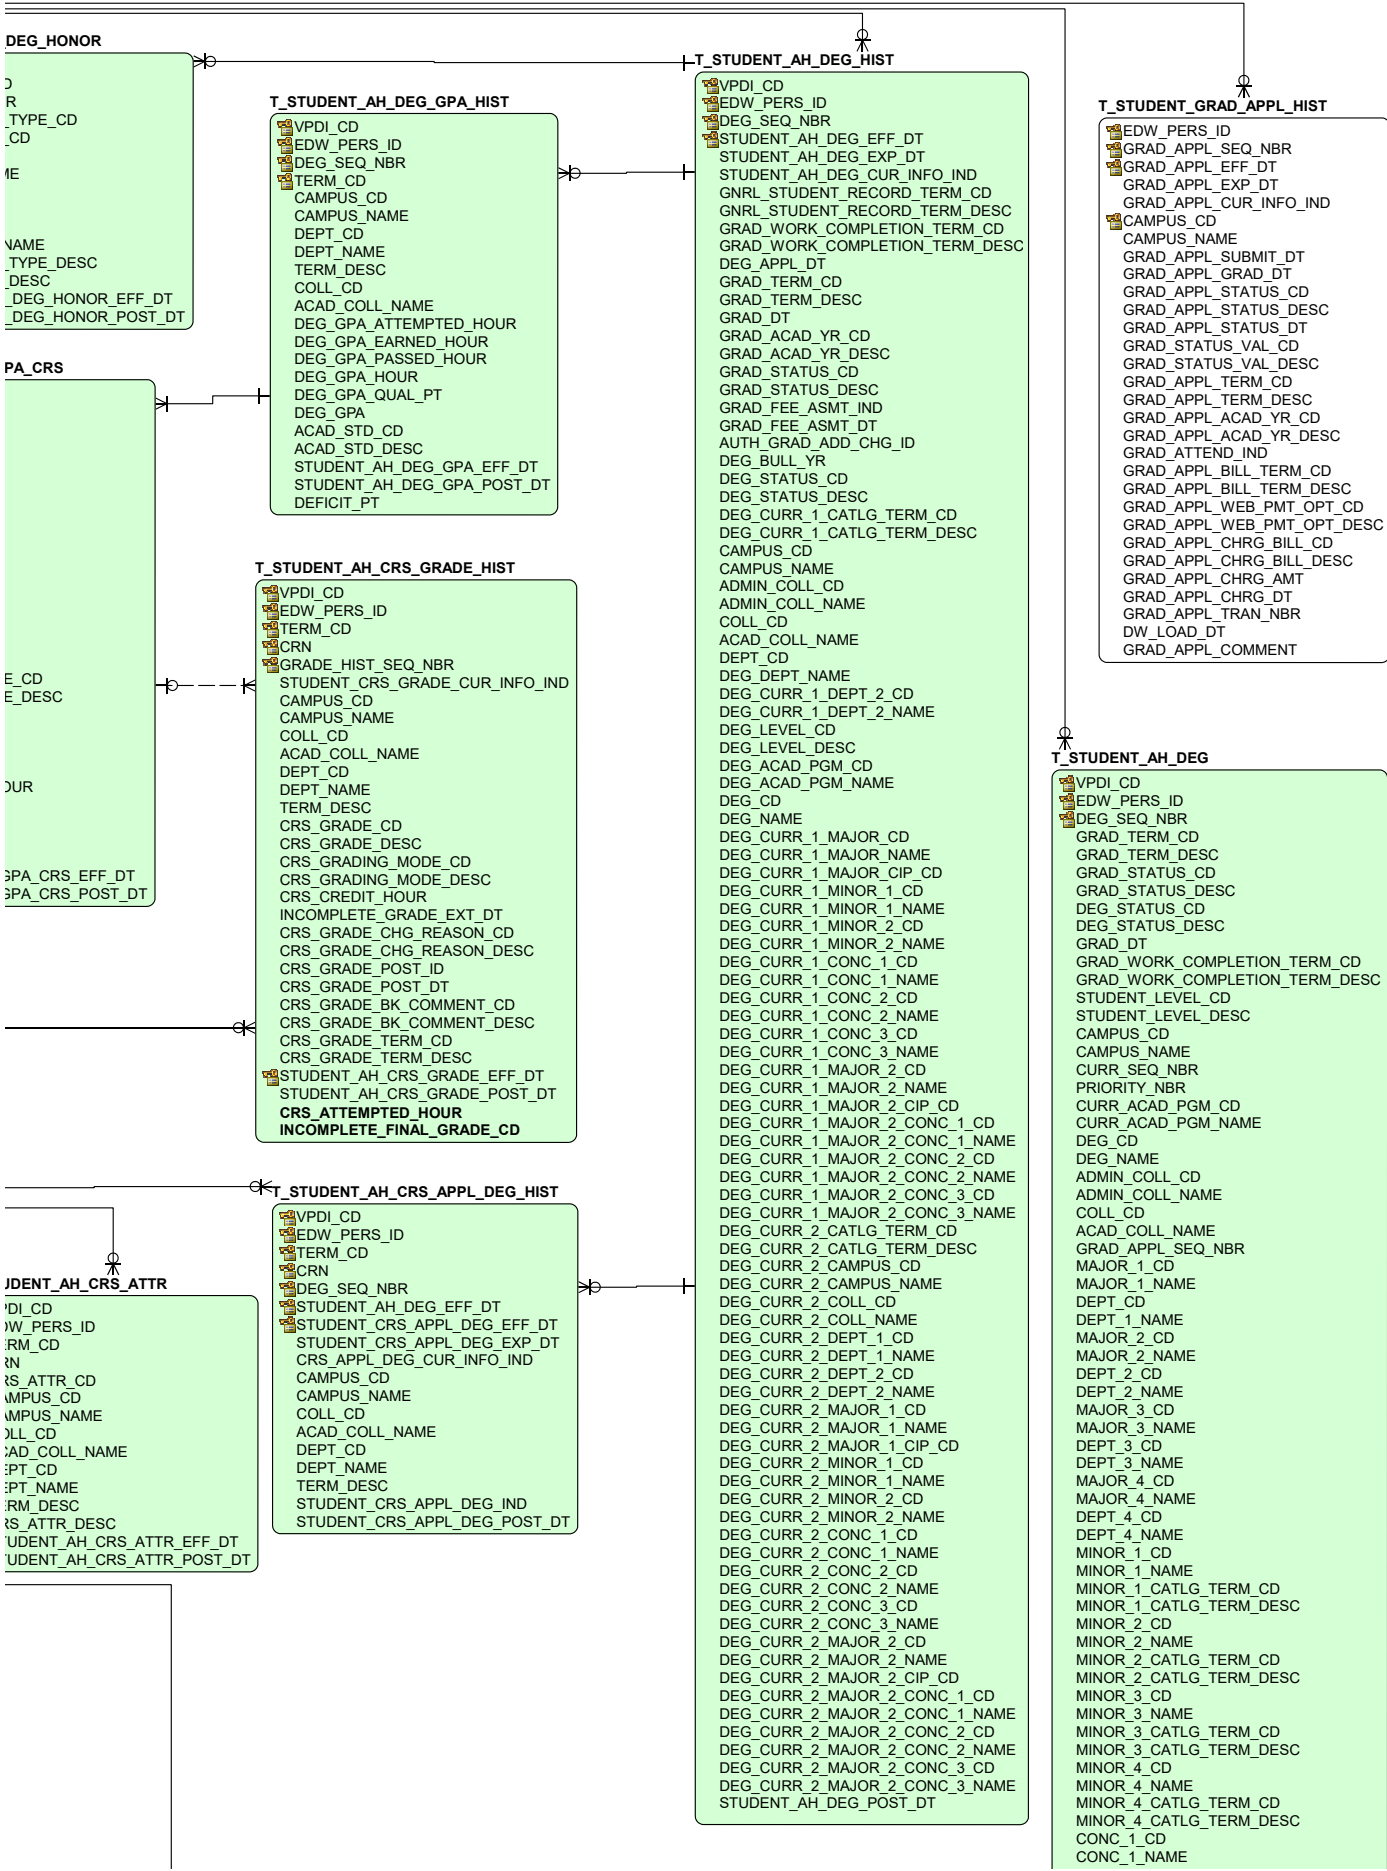 DEG_HONOR
D
R
_TYPE_CD
_CD
ME
NAME
_TYPE_DESC
_DESC
_DEG_HONOR_EFF_DT
_DEG_HONOR_POST_DT
PA_CRS
E_CD
E_DESC
OUR
GPA_CRS_EFF_DT
GPA_CRS_POST_DT
T_STUDENT_AH_DEG_GPA_HIST
VPDI_CD
EDW_PERS_ID
DEG_SEQ_NBR
TERM_CD
CAMPUS_CD
CAMPUS_NAME
DEPT_CD
DEPT_NAME
TERM_DESC
COLL_CD
ACAD_COLL_NAME
DEG_GPA_ATTEMPTED_HOUR
DEG_GPA_EARNED_HOUR
DEG_GPA_PASSED_HOUR
DEG_GPA_HOUR
DEG_GPA_QUAL_PT
DEG_GPA
ACAD_STD_CD
ACAD_STD_DESC
STUDENT_AH_DEG_GPA_EFF_DT
STUDENT_AH_DEG_GPA_POST_DT
DEFICIT_PT
T_STUDENT_AH_CRS_GRADE_HIST
VPDI_CD
EDW_PERS_ID
TERM_CD
CRN
GRADE_HIST_SEQ_NBR
STUDENT_CRS_GRADE_CUR_INFO_IND
CAMPUS_CD
CAMPUS_NAME
COLL_CD
ACAD_COLL_NAME
DEPT_CD
DEPT_NAME
TERM_DESC
CRS_GRADE_CD
CRS_GRADE_DESC
CRS_GRADING_MODE_CD
CRS_GRADING_MODE_DESC
CRS_CREDIT_HOUR
INCOMPLETE_GRADE_EXT_DT
CRS_GRADE_CHG_REASON_CD
CRS_GRADE_CHG_REASON_DESC
CRS_GRADE_POST_ID
CRS_GRADE_POST_DT
CRS_GRADE_BK_COMMENT_CD
CRS_GRADE_BK_COMMENT_DESC
CRS_GRADE_TERM_CD
CRS_GRADE_TERM_DESC
STUDENT_AH_CRS_GRADE_EFF_DT
STUDENT_AH_CRS_GRADE_POST_DT
CRS_ATTEMPTED_HOUR
INCOMPLETE_FINAL_GRADE_CD
T_STUDENT_AH_CRS_APPL_DEG_HIST
VPDI_CD
EDW_PERS_ID
TERM_CD
CRN
DEG_SEQ_NBR
STUDENT_AH_DEG_EFF_DT
STUDENT_CRS_APPL_DEG_EFF_DT
STUDENT_CRS_APPL_DEG_EXP_DT
CRS_APPL_DEG_CUR_INFO_IND
CAMPUS_CD
CAMPUS_NAME
COLL_CD
ACAD_COLL_NAME
DEPT_CD
DEPT_NAME
TERM_DESC
STUDENT_CRS_APPL_DEG_IND
STUDENT_CRS_APPL_DEG_POST_DT
UDENT_AH_CRS_ATTR
PDI_CD
DW_PERS_ID
ERM_CD
RN
RS_ATTR_CD
AMPUS_CD
AMPUS_NAME
OLL_CD
CAD_COLL_NAME
EPT_CD
EPT_NAME
ERM_DESC
RS_ATTR_DESC
TUDENT_AH_CRS_ATTR_EFF_DT
TUDENT_AH_CRS_ATTR_POST_DT
T_STUDENT_AH_DEG_HIST
VPDI_CD
EDW_PERS_ID
DEG_SEQ_NBR
STUDENT_AH_DEG_EFF_DT
STUDENT_AH_DEG_EXP_DT
STUDENT_AH_DEG_CUR_INFO_IND
GNRL_STUDENT_RECORD_TERM_CD
GNRL_STUDENT_RECORD_TERM_DESC
GRAD_WORK_COMPLETION_TERM_CD
GRAD_WORK_COMPLETION_TERM_DESC
DEG_APPL_DT
GRAD_TERM_CD
GRAD_TERM_DESC
GRAD_DT
GRAD_ACAD_YR_CD
GRAD_ACAD_YR_DESC
GRAD_STATUS_CD
GRAD_STATUS_DESC
GRAD_FEE_ASMT_IND
GRAD_FEE_ASMT_DT
AUTH_GRAD_ADD_CHG_ID
DEG_BULL_YR
DEG_STATUS_CD
DEG_STATUS_DESC
DEG_CURR_1_CATLG_TERM_CD
DEG_CURR_1_CATLG_TERM_DESC
CAMPUS_CD
CAMPUS_NAME
ADMIN_COLL_CD
ADMIN_COLL_NAME
COLL_CD
ACAD_COLL_NAME
DEPT_CD
DEG_DEPT_NAME
DEG_CURR_1_DEPT_2_CD
DEG_CURR_1_DEPT_2_NAME
DEG_LEVEL_CD
DEG_LEVEL_DESC
DEG_ACAD_PGM_CD
DEG_ACAD_PGM_NAME
DEG_CD
DEG_NAME
DEG_CURR_1_MAJOR_CD
DEG_CURR_1_MAJOR_NAME
DEG_CURR_1_MAJOR_CIP_CD
DEG_CURR_1_MINOR_1_CD
DEG_CURR_1_MINOR_1_NAME
DEG_CURR_1_MINOR_2_CD
DEG_CURR_1_MINOR_2_NAME
DEG_CURR_1_CONC_1_CD
DEG_CURR_1_CONC_1_NAME
DEG_CURR_1_CONC_2_CD
DEG_CURR_1_CONC_2_NAME
DEG_CURR_1_CONC_3_CD
DEG_CURR_1_CONC_3_NAME
DEG_CURR_1_MAJOR_2_CD
DEG_CURR_1_MAJOR_2_NAME
DEG_CURR_1_MAJOR_2_CIP_CD
DEG_CURR_1_MAJOR_2_CONC_1_CD
DEG_CURR_1_MAJOR_2_CONC_1_NAME
DEG_CURR_1_MAJOR_2_CONC_2_CD
DEG_CURR_1_MAJOR_2_CONC_2_NAME
DEG_CURR_1_MAJOR_2_CONC_3_CD
DEG_CURR_1_MAJOR_2_CONC_3_NAME
DEG_CURR_2_CATLG_TERM_CD
DEG_CURR_2_CATLG_TERM_DESC
DEG_CURR_2_CAMPUS_CD
DEG_CURR_2_CAMPUS_NAME
DEG_CURR_2_COLL_CD
DEG_CURR_2_COLL_NAME
DEG_CURR_2_DEPT_1_CD
DEG_CURR_2_DEPT_1_NAME
DEG_CURR_2_DEPT_2_CD
DEG_CURR_2_DEPT_2_NAME
DEG_CURR_2_MAJOR_1_CD
DEG_CURR_2_MAJOR_1_NAME
DEG_CURR_2_MAJOR_1_CIP_CD
DEG_CURR_2_MINOR_1_CD
DEG_CURR_2_MINOR_1_NAME
DEG_CURR_2_MINOR_2_CD
DEG_CURR_2_MINOR_2_NAME
DEG_CURR_2_CONC_1_CD
DEG_CURR_2_CONC_1_NAME
DEG_CURR_2_CONC_2_CD
DEG_CURR_2_CONC_2_NAME
DEG_CURR_2_CONC_3_CD
DEG_CURR_2_CONC_3_NAME
DEG_CURR_2_MAJOR_2_CD
DEG_CURR_2_MAJOR_2_NAME
DEG_CURR_2_MAJOR_2_CIP_CD
DEG_CURR_2_MAJOR_2_CONC_1_CD
DEG_CURR_2_MAJOR_2_CONC_1_NAME
DEG_CURR_2_MAJOR_2_CONC_2_CD
DEG_CURR_2_MAJOR_2_CONC_2_NAME
DEG_CURR_2_MAJOR_2_CONC_3_CD
DEG_CURR_2_MAJOR_2_CONC_3_NAME
STUDENT_AH_DEG_POST_DT
T_STUDENT_GRAD_APPL_HIST
EDW_PERS_ID
GRAD_APPL_SEQ_NBR
GRAD_APPL_EFF_DT
GRAD_APPL_EXP_DT
GRAD_APPL_CUR_INFO_IND
CAMPUS_CD
CAMPUS_NAME
GRAD_APPL_SUBMIT_DT
GRAD_APPL_GRAD_DT
GRAD_APPL_STATUS_CD
GRAD_APPL_STATUS_DESC
GRAD_APPL_STATUS_DT
GRAD_STATUS_VAL_CD
GRAD_STATUS_VAL_DESC
GRAD_APPL_TERM_CD
GRAD_APPL_TERM_DESC
GRAD_APPL_ACAD_YR_CD
GRAD_APPL_ACAD_YR_DESC
GRAD_ATTEND_IND
GRAD_APPL_BILL_TERM_CD
GRAD_APPL_BILL_TERM_DESC
GRAD_APPL_WEB_PMT_OPT_CD
GRAD_APPL_WEB_PMT_OPT_DESC
GRAD_APPL_CHRG_BILL_CD
GRAD_APPL_CHRG_BILL_DESC
GRAD_APPL_CHRG_AMT
GRAD_APPL_CHRG_DT
GRAD_APPL_TRAN_NBR
DW_LOAD_DT
GRAD_APPL_COMMENT
T_STUDENT_AH_DEG
VPDI_CD
EDW_PERS_ID
DEG_SEQ_NBR
GRAD_TERM_CD
GRAD_TERM_DESC
GRAD_STATUS_CD
GRAD_STATUS_DESC
DEG_STATUS_CD
DEG_STATUS_DESC
GRAD_DT
GRAD_WORK_COMPLETION_TERM_CD
GRAD_WORK_COMPLETION_TERM_DESC
STUDENT_LEVEL_CD
STUDENT_LEVEL_DESC
CAMPUS_CD
CAMPUS_NAME
CURR_SEQ_NBR
PRIORITY_NBR
CURR_ACAD_PGM_CD
CURR_ACAD_PGM_NAME
DEG_CD
DEG_NAME
ADMIN_COLL_CD
ADMIN_COLL_NAME
COLL_CD
ACAD_COLL_NAME
GRAD_APPL_SEQ_NBR
MAJOR_1_CD
MAJOR_1_NAME
DEPT_CD
DEPT_1_NAME
MAJOR_2_CD
MAJOR_2_NAME
DEPT_2_CD
DEPT_2_NAME
MAJOR_3_CD
MAJOR_3_NAME
DEPT_3_CD
DEPT_3_NAME
MAJOR_4_CD
MAJOR_4_NAME
DEPT_4_CD
DEPT_4_NAME
MINOR_1_CD
MINOR_1_NAME
MINOR_1_CATLG_TERM_CD
MINOR_1_CATLG_TERM_DESC
MINOR_2_CD
MINOR_2_NAME
MINOR_2_CATLG_TERM_CD
MINOR_2_CATLG_TERM_DESC
MINOR_3_CD
MINOR_3_NAME
MINOR_3_CATLG_TERM_CD
MINOR_3_CATLG_TERM_DESC
MINOR_4_CD
MINOR_4_NAME
MINOR_4_CATLG_TERM_CD
MINOR_4_CATLG_TERM_DESC
CONC_1_CD
CONC_1_NAME